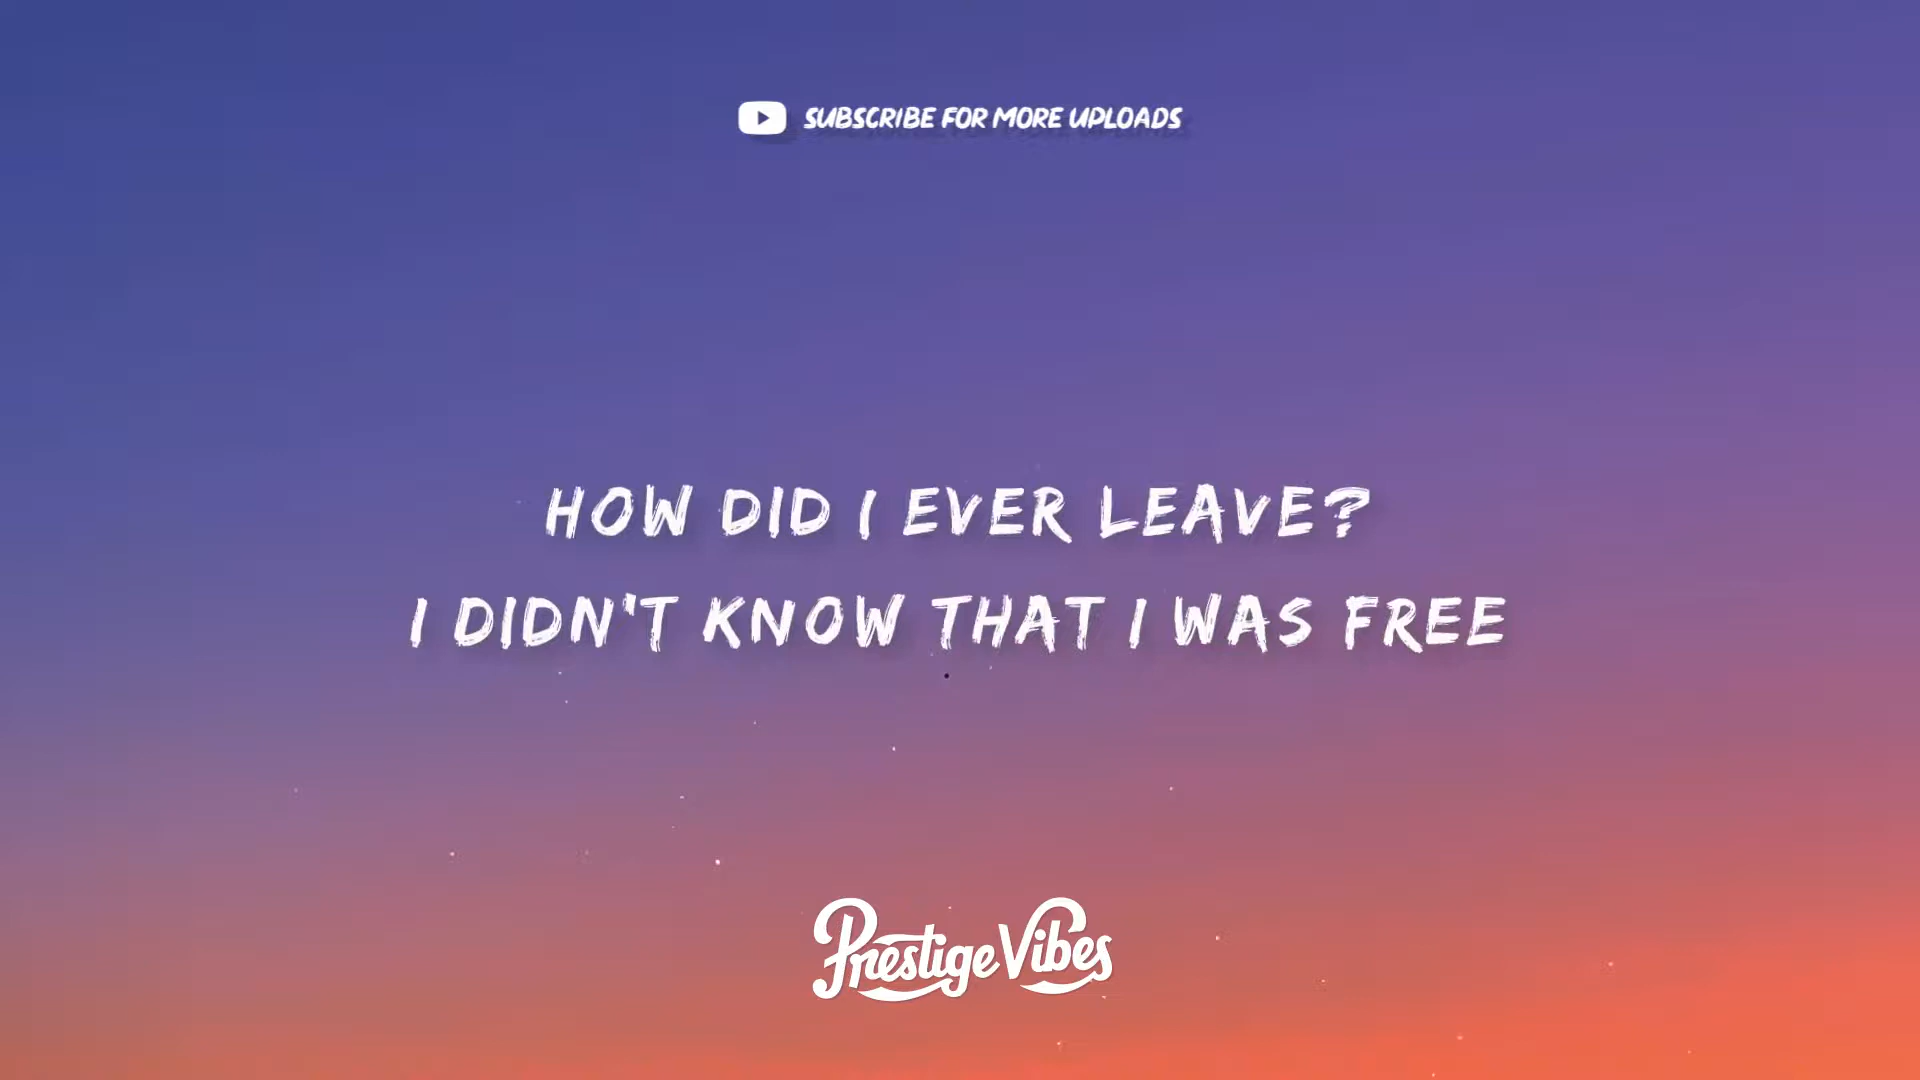 SUBSCRIBE FOR MORE UPLOADS
HOW DID I EVER LEAVE?
I DIDN'T KNOW THAT I WAS FREE
Prestige Vibes